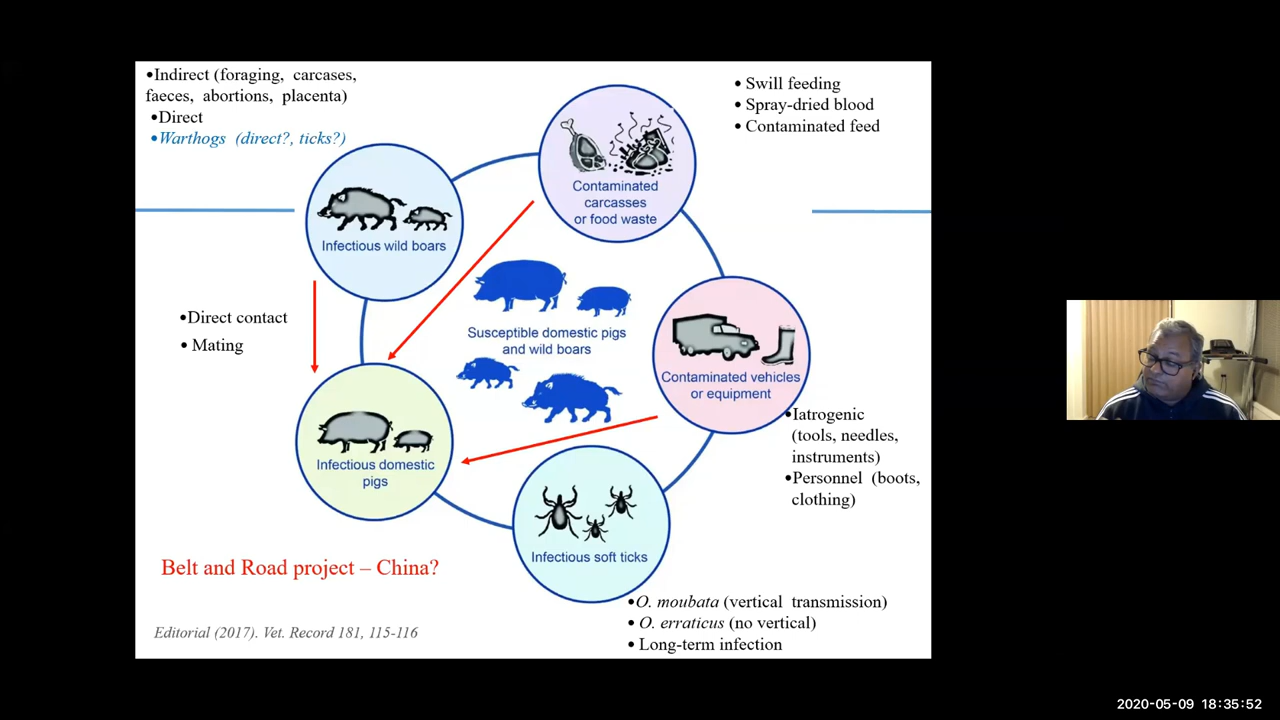 •Indirect (foraging, carcases,
faeces, abortions, placenta)
•Direct
•Warthogs (direct?, ticks?)
• Swill feeding
• Spray-dried blood
• Contaminated feed
Contaminated
carcasses
or food waste
Infectious wild boars
•Direct contact
• Mating
Susceptible domestic pigs
and wild boars
Contaminated vehicles
or equipment
•Iatrogenic
(tools, needles,
instruments)
•Personnel (boots,
clothing)
Infectious domestic
pigs
Infectious soft ticks
Belt and Road project – China?
•O. moubata (vertical transmission)
• O. erraticus (no vertical)
• Long-term infection
Editorial (2017). Vet. Record 181, 115-116
2020-05-09 18:35:52